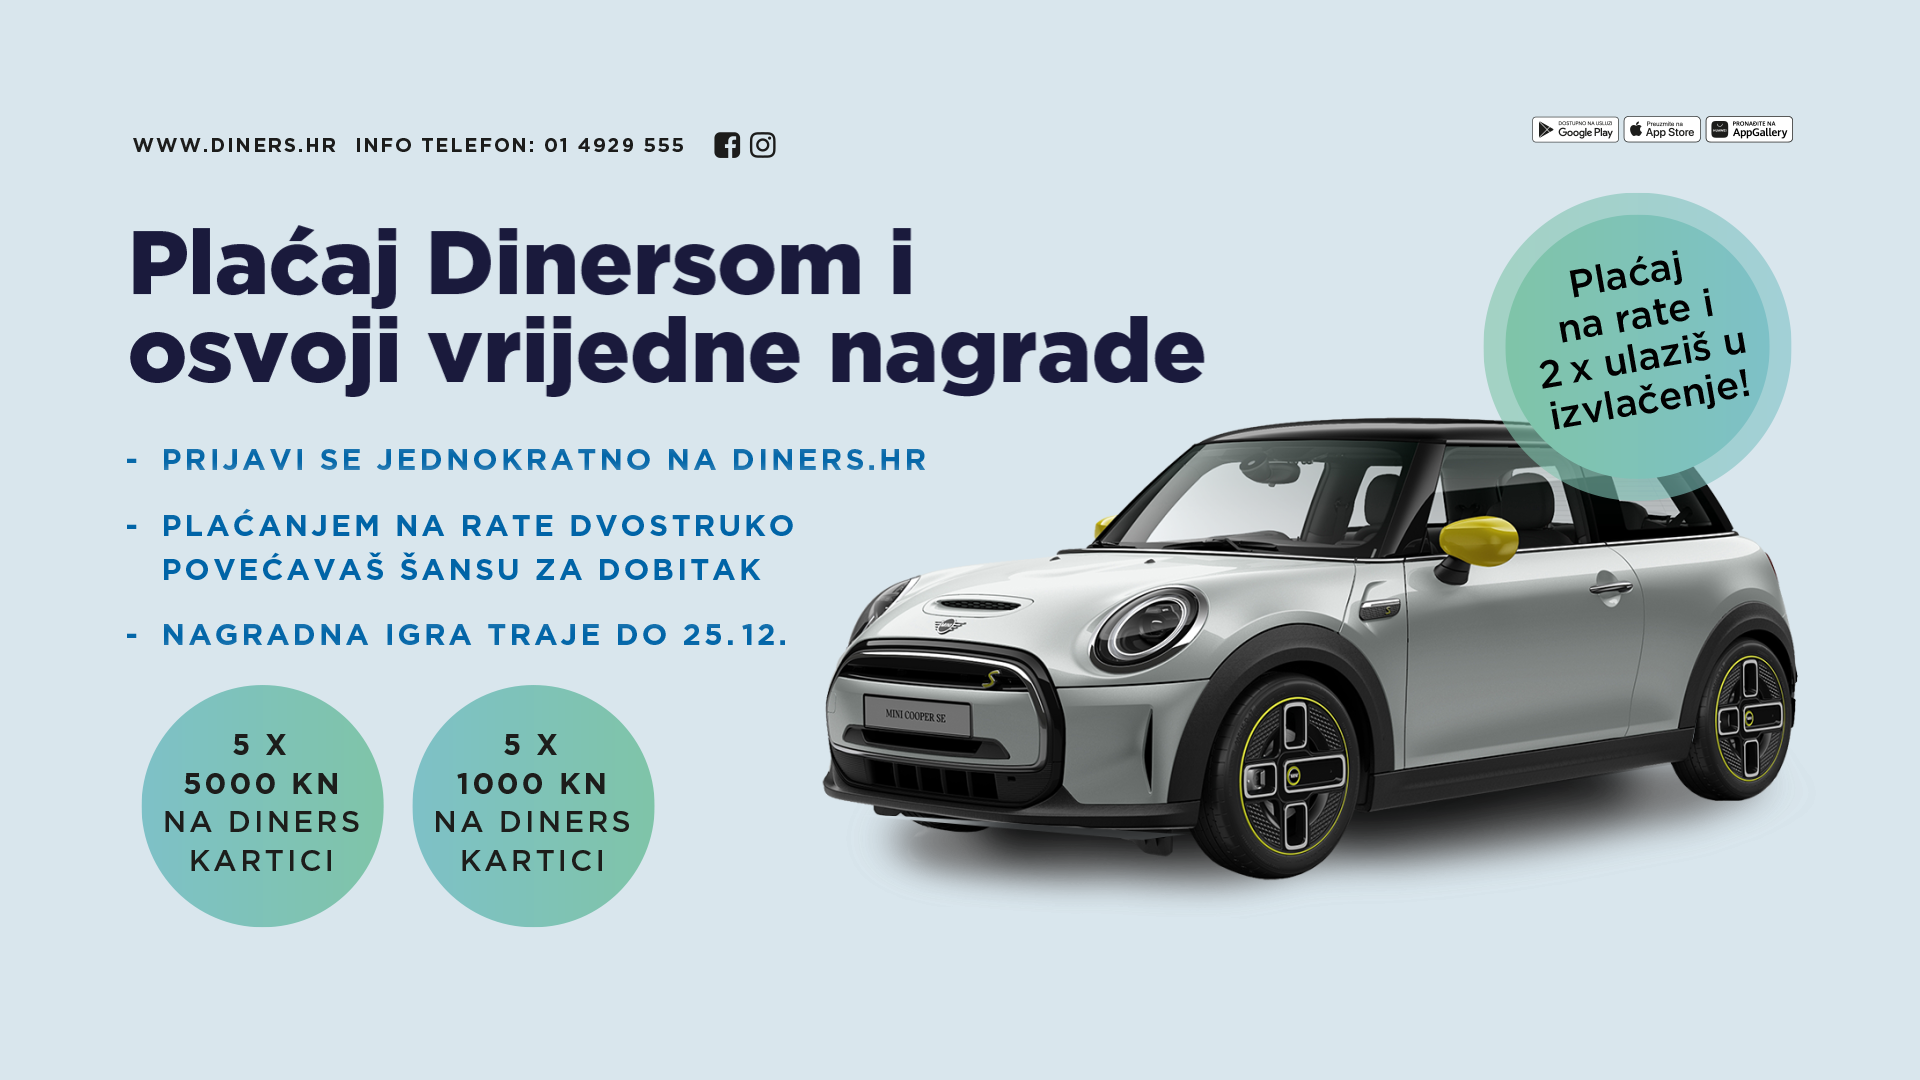 WWW.DINERS.HR INFO TELEFON: 01 4929 555
DOSTUPNO NA USLUZI
Google Play
Preuzmite na
App Store
PRONAĐITE NA
AppGallery
Plaćaj Dinersom i
osvoji vrijedne nagrade
Plaćaj
na rate i
2 x ulaziš u
izvlačenje!
- PRIJAVI SE JEDNOKRATNO NA DINERS.HR
- PLAĆANJEM NA RATE DVOSTRUKO
POVEĆAVAŠ ŠANSU ZA DOBITAK
- NAGRADNA IGRA TRAJE DO 25.12.
5 X
5000 KN
NA DINERS
KARTICI
5 X
1000 KN
NA DINERS
KARTICI
S
MINI COOPER SE